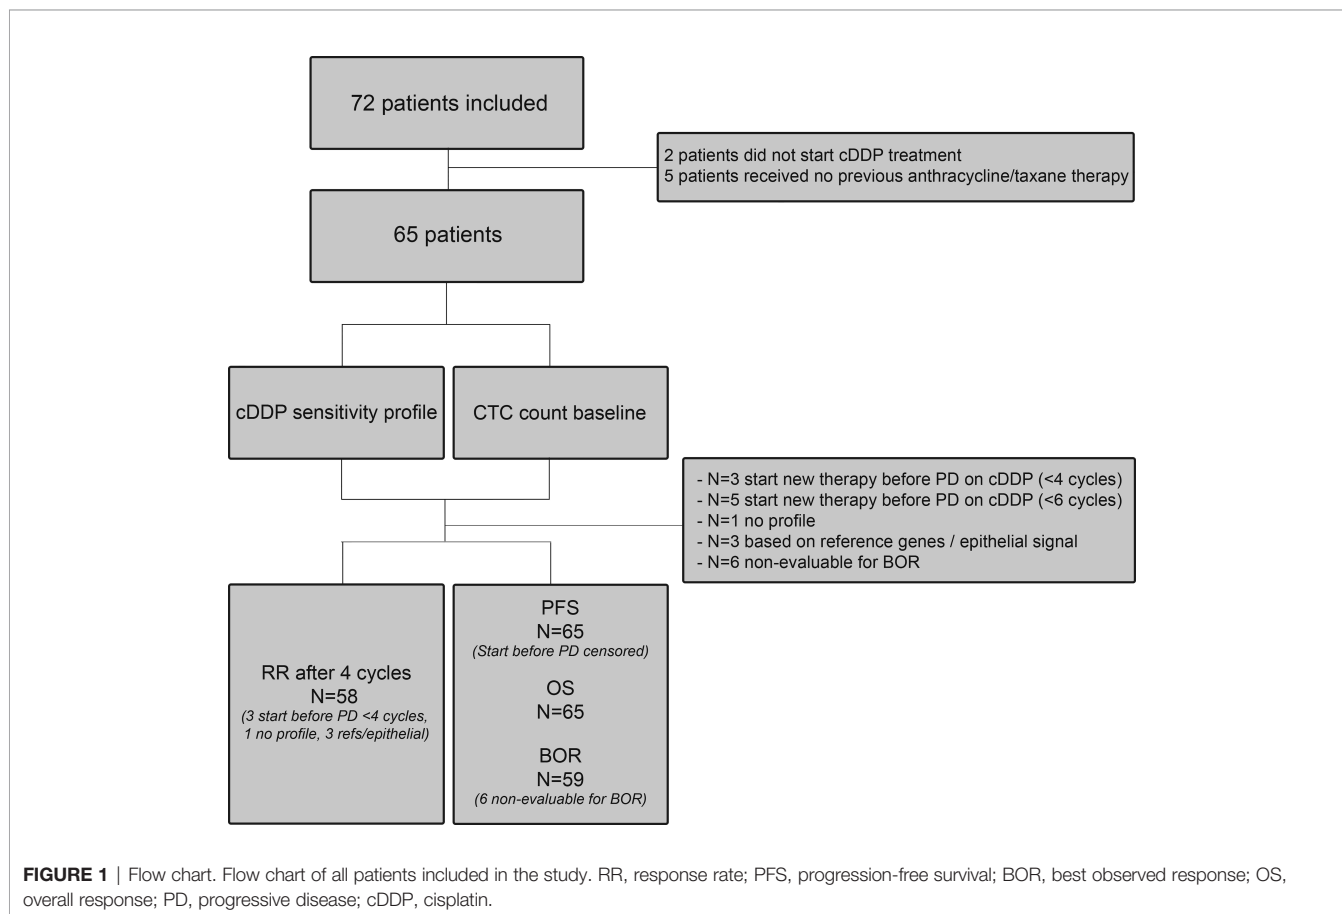 72 patients included
2 patients did not start cDDP treatment
5 patients received no previous anthracycline/taxane therapy
65 patients
cDDP sensitivity profile
CTC count baseline
- N=3 start new therapy before PD on cDDP (<4 cycles)
- N=5 start new therapy before PD on cDDP (<6 cycles)
- N=1 no profile
- N=3 based on reference genes / epithelial signal
- N=6 non-evaluable for BOR
RR after 4 cycles
N=58
(3 start before PD <4 cycles,
1 no profile, 3 refs/epithelial)
PFS
N=65
(Start before PD censored)
OS
N=65
BOR
N=59
(6 non-evaluable for BOR)
FIGURE 1 | Flow chart. Flow chart of all patients included in the study. RR, response rate; PFS, progression-free survival; BOR, best observed response; OS,
overall response; PD, progressive disease; cDDP, cisplatin.